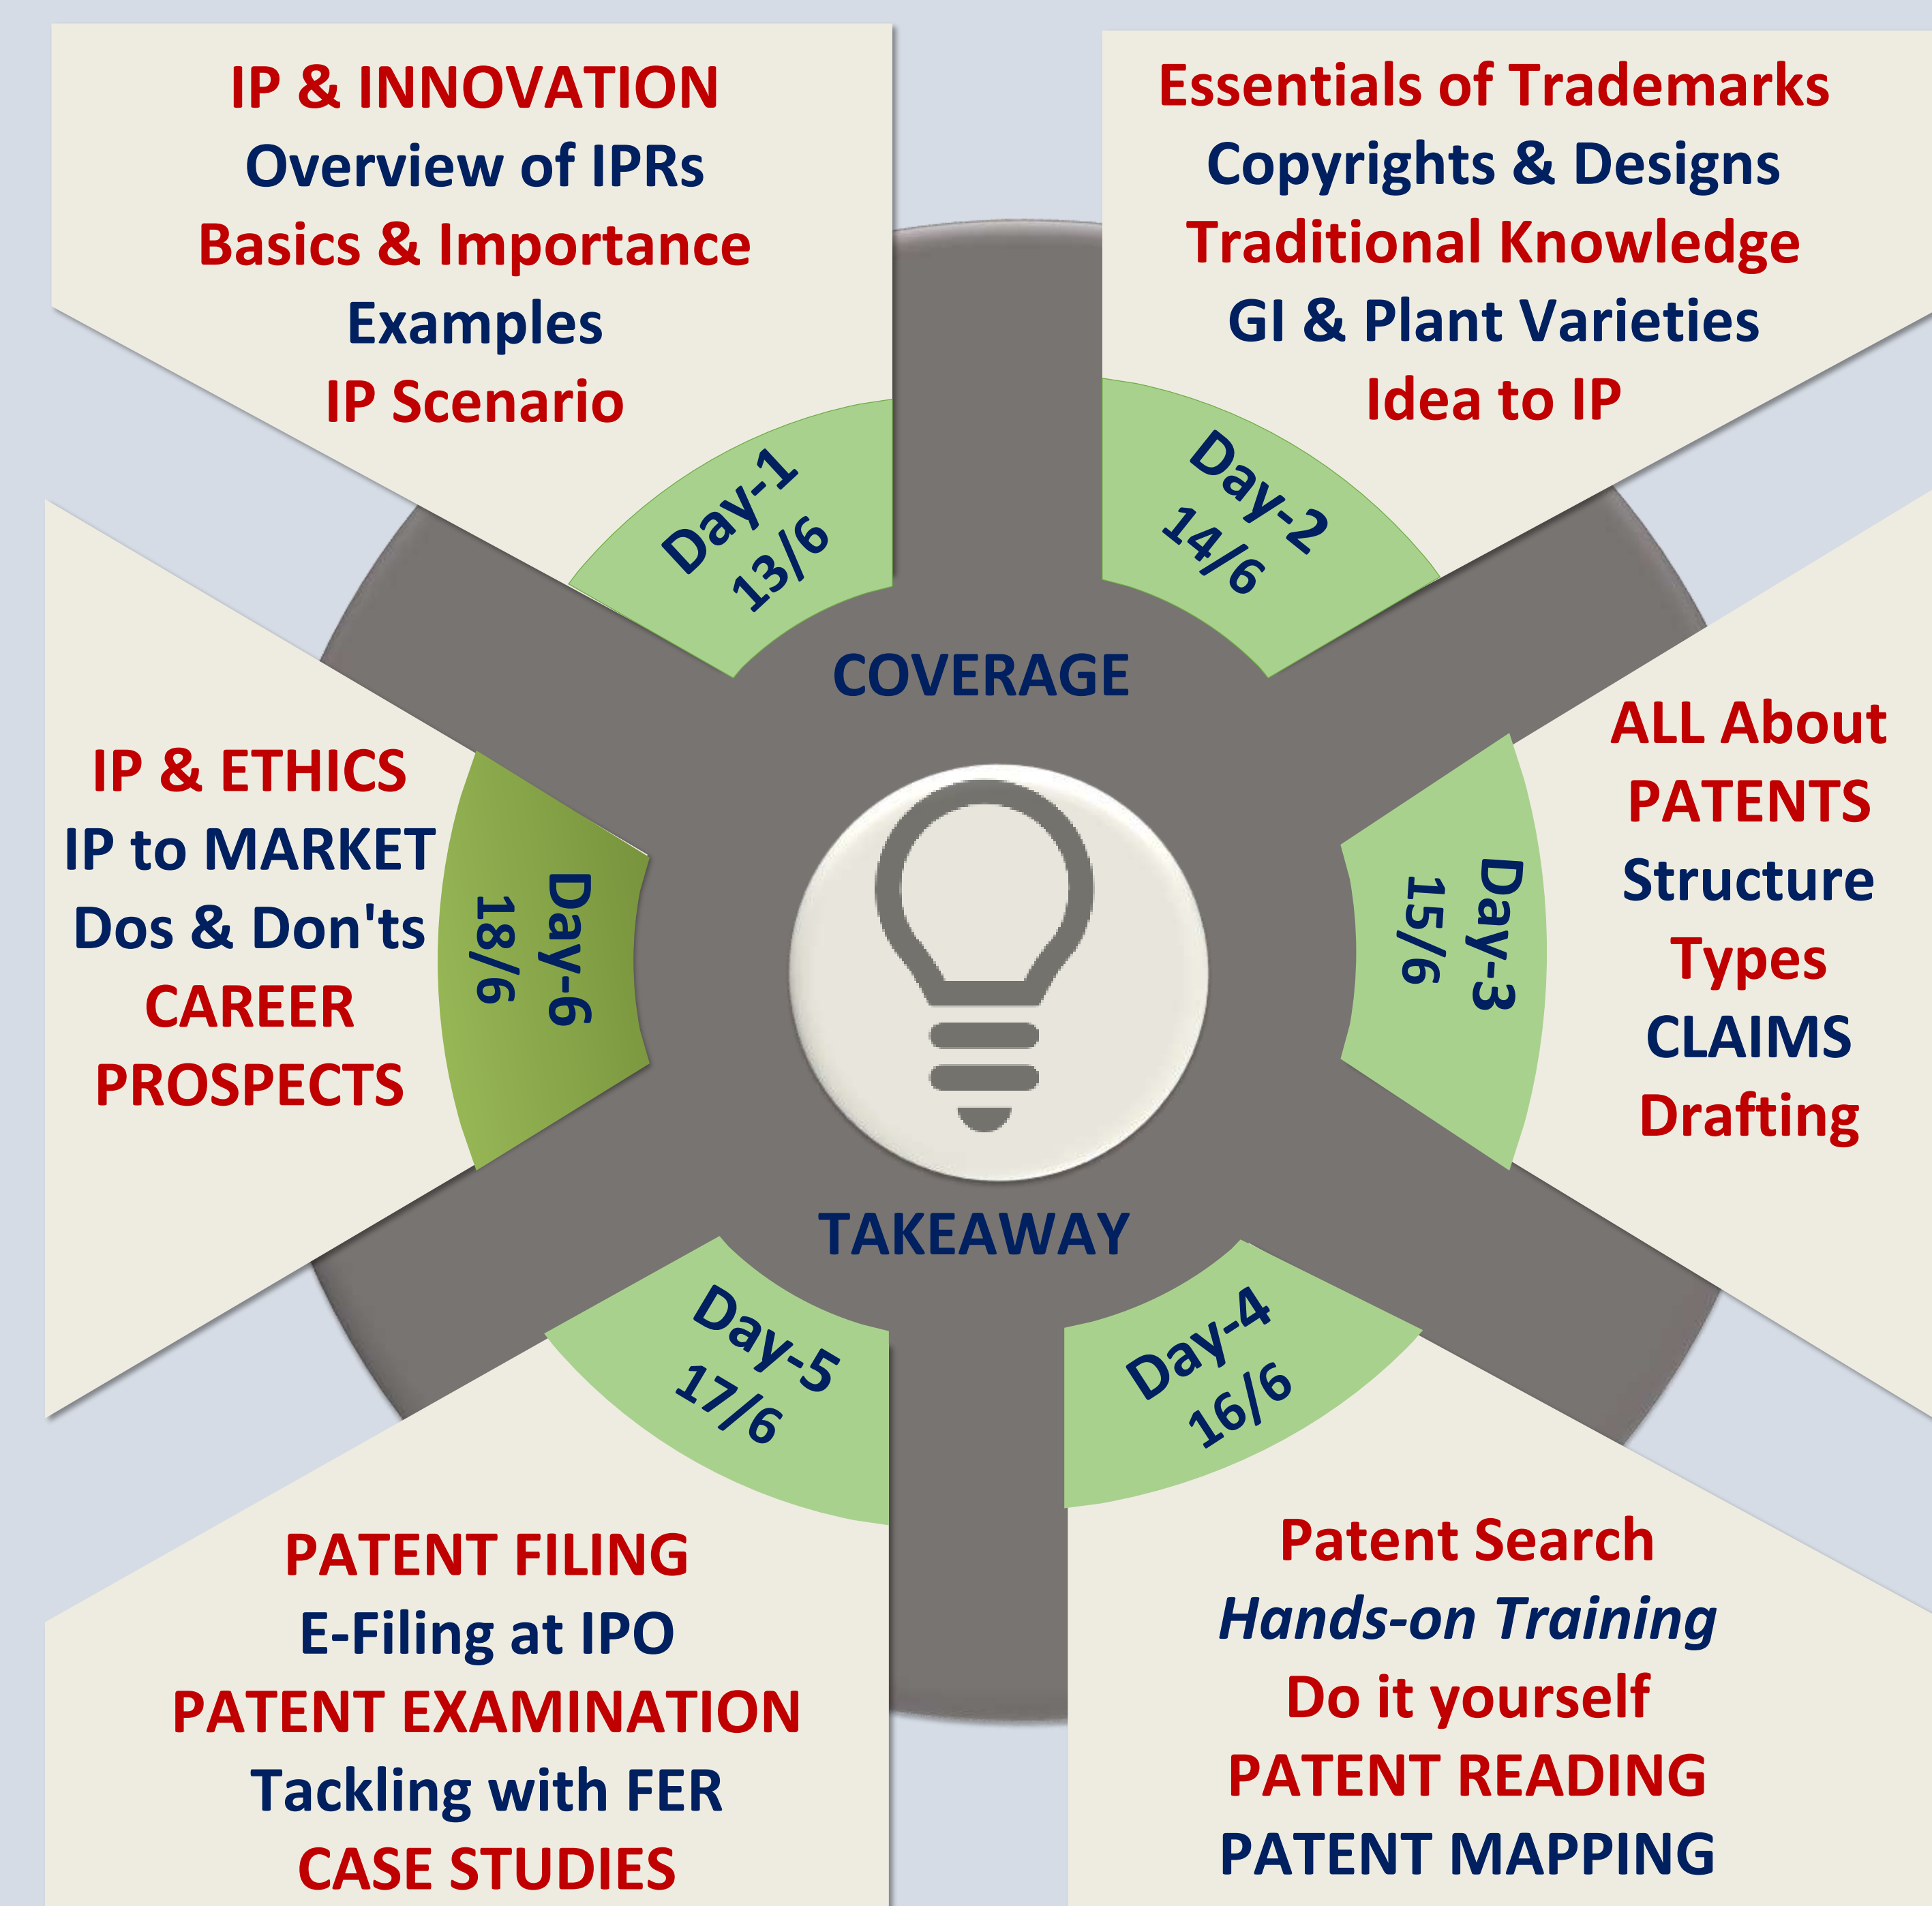 IP & INNOVATION
Overview of IPRs
Basics & Importance
Examples
IP Scenario
Day-1
13/6
Essentials of Trademarks
Copyrights & Designs
Traditional Knowledge
GI & Plant Varieties
Idea to IP
Day-2
14/6
COVERAGE
ALL About
PATENTS
Structure
Types
CLAIMS
Drafting
Day-3
15/6
TAKEAWAY
Day-4
16/6
Patent Search
Hands-on Training
Do it yourself
PATENT READING
PATENT MAPPING
Day-5
17/6
PATENT FILING
E-Filing at IPO
PATENT EXAMINATION
Tackling with FER
CASE STUDIES
Day-6
18/6
IP & ETHICS
IP to MARKET
Dos & Don'ts
CAREER
PROSPECTS